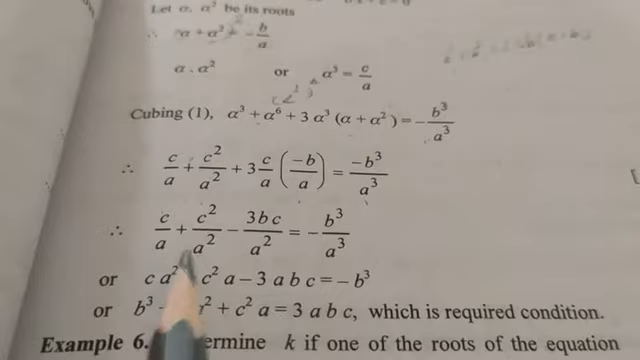 Let α, α² be its roots
∴ α + α² = - b/a
α . α² or α³ = c/a
Cubing (1), α³ + α⁶ + 3 α³ (α + α²) = - b³/a³
∴ c/a + c²/a² + 3 c/a (-b/a) = -b³/a³
∴ c/a + c²/a² - 3bc/a² = - b³/a³
or c a² c² a - 3 a b c = - b³
or b³ + c² a = 3 a b c, which is required condition.
Example 6. k if one of the roots of the equation